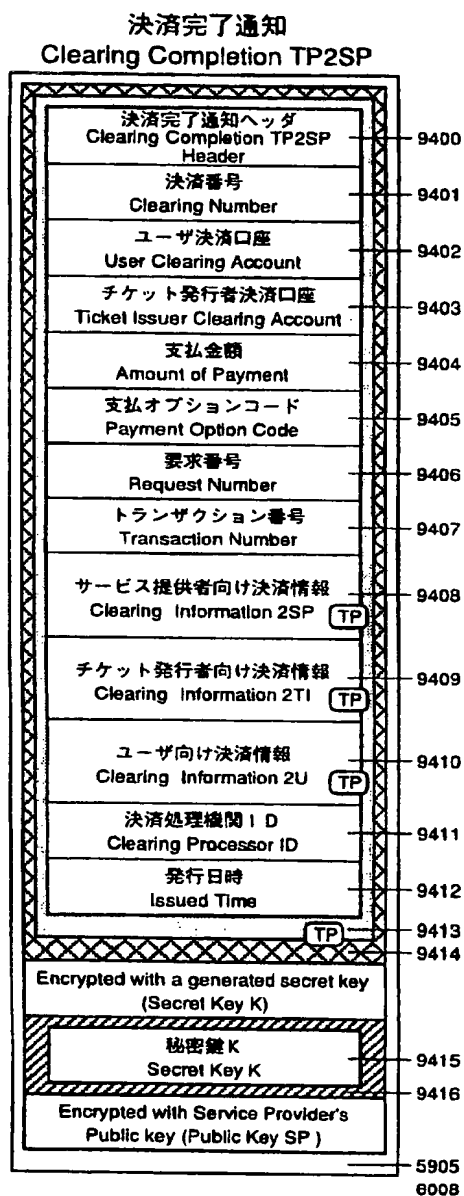 決済完了通知
Clearing Completion TP2SP
決済完了通知ヘッダ
Clearing Completion TP2SP
Header
9400
決済番号
Clearing Number
9401
ユーザ決済口座
User Clearing Account
9402
チケット発行者決済口座
Ticket Issuer Clearing Account
9403
支払金額
Amount of Payment
9404
支払オプションコード
Payment Option Code
9405
要求番号
Request Number
9406
トランザクション番号
Transaction Number
9407
サービス提供者向け決済情報
Clearing Information 2SP
TP
9408
チケット発行者向け決済情報
Clearing Information 2TI
TP
9409
ユーザ向け決済情報
Clearing Information 2U
TP
9410
決済処理機関ID
Clearing Processor ID
9411
発行日時
Issued Time
9412
TP
9413
9414
Encrypted with a generated secret key
(Secret Key K)
秘密鍵K
Secret Key K
9415
9416
Encrypted with Service Provider's
Public key (Public Key SP )
5905
6008